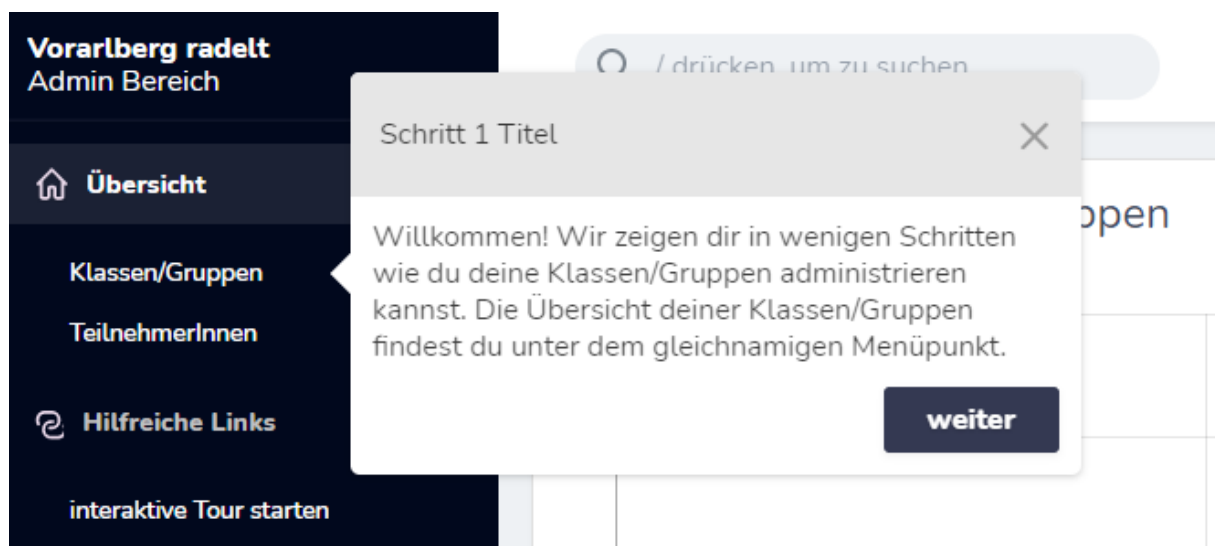 Vorarlberg radelt
Admin Bereich
/ drücken, um zu suchen
Schritt 1 Titel
Übersicht
Willkommen! Wir zeigen dir in wenigen Schritten
wie du deine Klassen/Gruppen administrieren
kannst. Die Übersicht deiner Klassen/Gruppen
findest du unter dem gleichnamigen Menüpunkt.
weiter
Klassen/Gruppen
TeilnehmerInnen
Hilfreiche Links
interaktive Tour starten